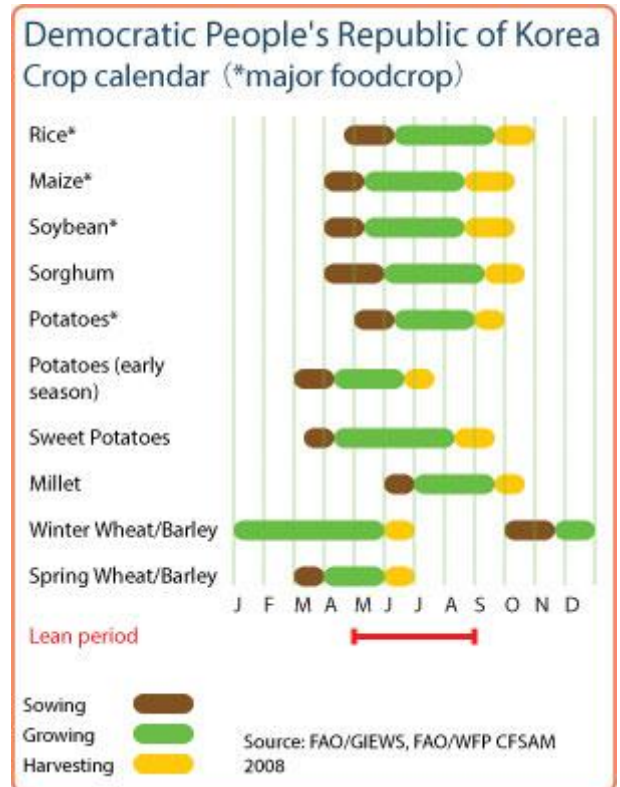 Democratic People's Republic of Korea
Crop calendar (*major foodcrop)
Rice*
Maize*
Soybean*
Sorghum
Potatoes*
Potatoes (early
season)
Sweet Potatoes
Millet
Winter Wheat/Barley
Spring Wheat/Barley
J F M A M J J A S O N D
Lean period
Sowing
Growing
Harvesting
Source: FAO/GIEWS, FAO/WFP CFSAM
2008